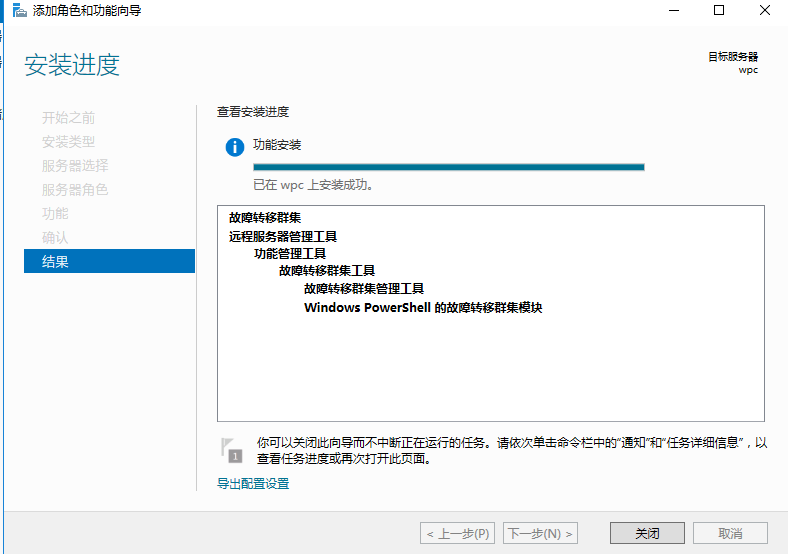 添加角色和功能向导
安装进度
目标服务器
wpc
开始之前
安装类型
服务器选择
服务器角色
功能
确认
结果
查看安装进度
功能安装
已在 wpc 上安装成功。
故障转移群集
远程服务器管理工具
功能管理工具
故障转移群集工具
故障转移群集管理工具
Windows PowerShell 的故障转移群集模块
1
你可以关闭此向导而不中断正在运行的任务。请依次单击命令栏中的"通知"和"任务详细信息"，以
查看任务进度或再次打开此页面。
导出配置设置
< 上一步(P)
下一步(N) >
关闭
取消